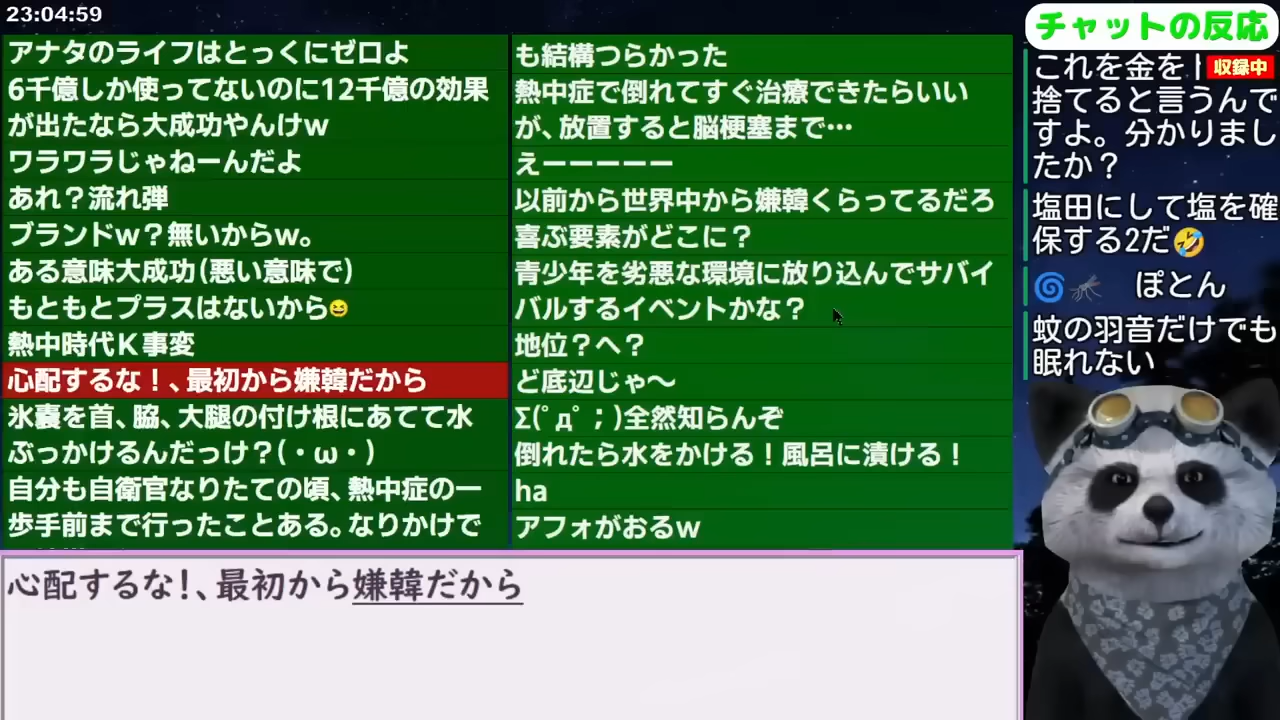 23:04:59
アナタのライフはとっくにゼロよ
6千億しか使ってないのに12千億の効果
が出たなら大成功やんけw
ワラワラじゃねーんだよ
あれ？流れ弾
ブランドw？無いからw。
ある意味大成功（悪い意味で）
もともとプラスはないから😆
熱中時代K事変
心配するな！、最初から嫌韓だから
氷嚢を首、脇、大腿の付け根にあてて水
ぶっかけるんだっけ？(・ω・)
自分も自衛官なりたての頃、熱中症の一
歩手前まで行ったことある。なりかけで
も結構つらかった
熱中症で倒れてすぐ治療できたらいい
が、放置すると脳梗塞まで…
えーーーーー
以前から世界中から嫌韓くらってるだろ
喜ぶ要素がどこに？
青少年を劣悪な環境に放り込んでサバイ
バルするイベントかな？
地位？へ？
ど底辺じゃ～
Σ(ﾟдﾟ；)全然知らんぞ
倒れたら水をかける！風呂に漬ける！
ha
アフォがおるw
心配するな！、最初から嫌韓だから
チャットの反応
収録中
これを金をド
捨てると言うんで
すよ。分かりまし
たか？
塩田にして塩を確
保する2だ🤣
🌀🦟　ぽとん
蚊の羽音だけでも
眠れない